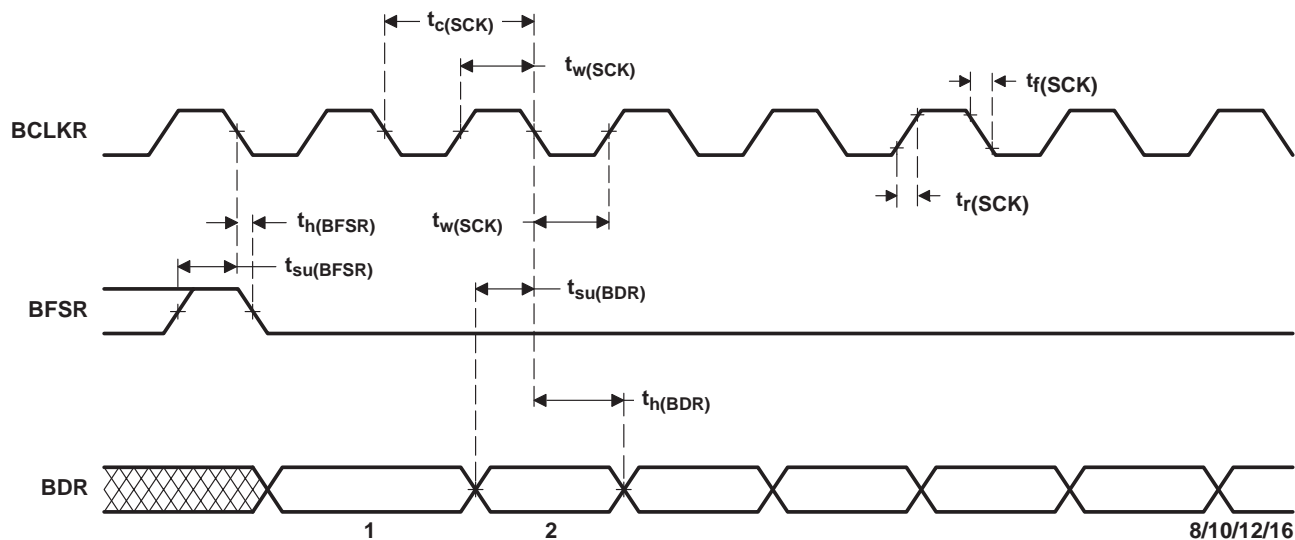 tc(SCK)
tw(SCK)
tf(SCK)
BCLKR
tr(SCK)
th(BFSR)
tw(SCK)
tsu(BFSR)
tsu(BDR)
BFSR
th(BDR)
BDR
1 2 8/10/12/16